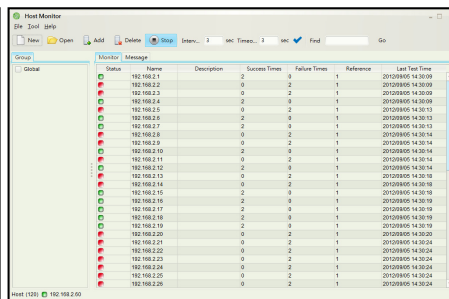 Host Monitor
File Tool Help
New Open Add Delete Stop Interv... 3 sec Timeo... 3 sec Find Go
Group Monitor Message
Global
Status Name Description Success Times Failure Times Reference Last Test Time
192.168.2.1 2 0 1 2012/09/05 14:30:09
192.168.2.2 0 2 1 2012/09/05 14:30:09
192.168.2.3 0 2 1 2012/09/05 14:30:09
192.168.2.4 2 0 1 2012/09/05 14:30:09
192.168.2.5 0 2 1 2012/09/05 14:30:13
192.168.2.6 2 0 1 2012/09/05 14:30:13
192.168.2.7 2 0 1 2012/09/05 14:30:13
192.168.2.8 0 2 1 2012/09/05 14:30:14
192.168.2.9 0 2 1 2012/09/05 14:30:14
192.168.2.10 2 0 1 2012/09/05 14:30:14
192.168.2.11 0 2 1 2012/09/05 14:30:14
192.168.2.12 2 0 1 2012/09/05 14:30:14
192.168.2.13 0 2 1 2012/09/05 14:30:18
192.168.2.14 0 2 1 2012/09/05 14:30:18
192.168.2.15 2 0 1 2012/09/05 14:30:18
192.168.2.16 2 0 1 2012/09/05 14:30:19
192.168.2.17 2 0 1 2012/09/05 14:30:19
192.168.2.18 2 0 1 2012/09/05 14:30:19
192.168.2.19 2 0 1 2012/09/05 14:30:19
192.168.2.20 0 2 1 2012/09/05 14:30:20
192.168.2.21 0 2 1 2012/09/05 14:30:24
192.168.2.22 0 2 1 2012/09/05 14:30:24
192.168.2.23 0 2 1 2012/09/05 14:30:24
192.168.2.24 0 2 1 2012/09/05 14:30:24
192.168.2.25 0 2 1 2012/09/05 14:30:24
192.168.2.26 0 2 1 2012/09/05 14:30:24
Host: (120) 192.168.2.60